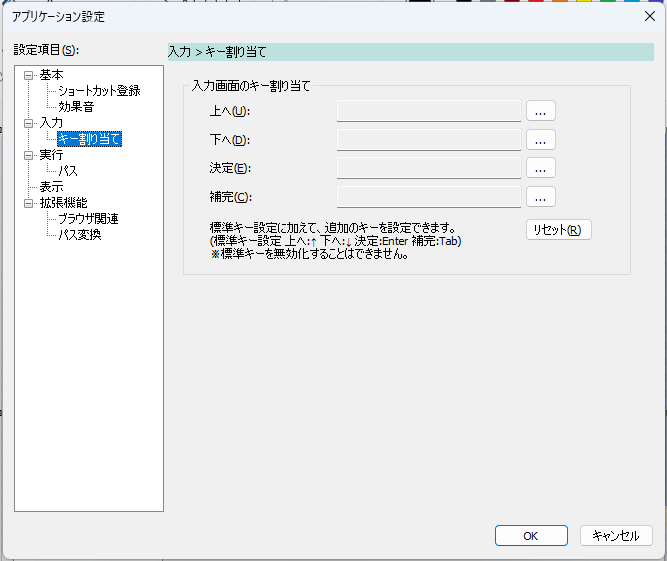 アプリケーション設定
設定項目(S):
基本
ショートカット登録
効果音
入力
キー割り当て
実行
パス
表示
拡張機能
ブラウザ関連
パス変換
入力 > キー割り当て
入力画面のキー割り当て
上へ(U):
...
下へ(D):
...
決定(E):
...
補完(C):
...
標準キー設定に加えて、追加のキーを設定できます。
(標準キー設定 上へ:↑ 下へ:↓ 決定:Enter 補完:Tab)
※標準キーを無効化することはできません。
リセット(R)
OK
キャンセル